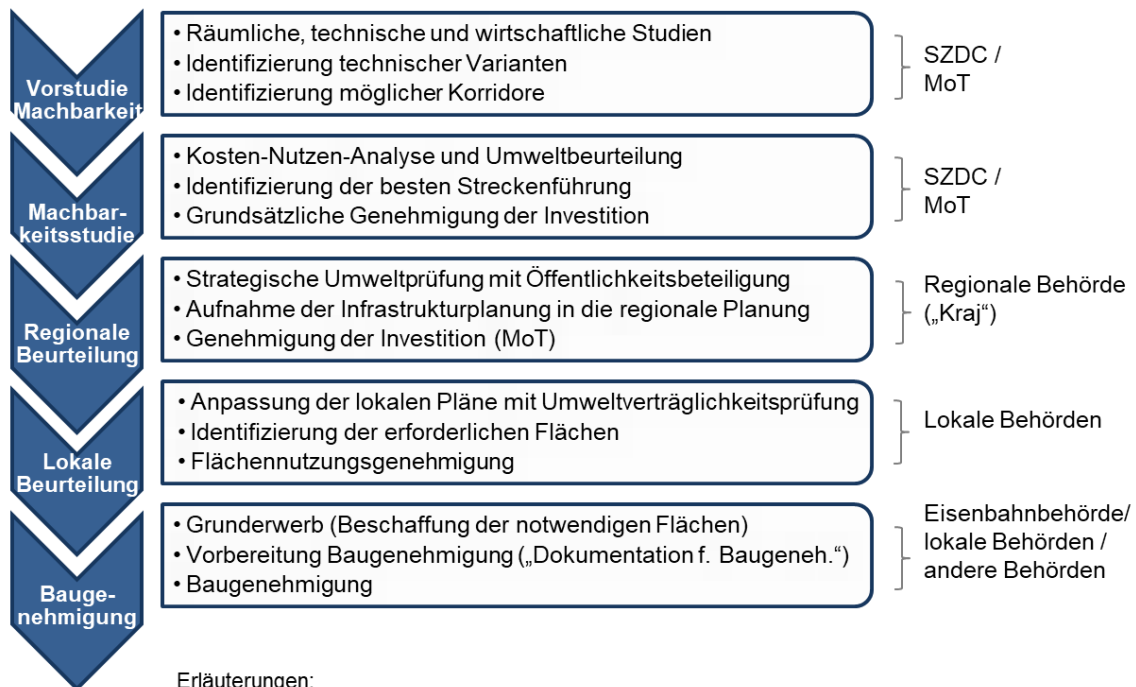 Vorstudie
Machbarkeit
• Räumliche, technische und wirtschaftliche Studien
• Identifizierung technischer Varianten
• Identifizierung möglicher Korridore
SZDC /
MoT
Machbar-
keitsstudie
• Kosten-Nutzen-Analyse und Umweltbeurteilung
• Identifizierung der besten Streckenführung
• Grundsätzliche Genehmigung der Investition
SZDC /
MoT
Regionale
Beurteilung
• Strategische Umweltprüfung mit Öffentlichkeitsbeteiligung
• Aufnahme der Infrastrukturplanung in die regionale Planung
• Genehmigung der Investition (MoT)
Regionale Behörde
(„Kraj“)
Lokale
Beurteilung
• Anpassung der lokalen Pläne mit Umweltverträglichkeitsprüfung
• Identifizierung der erforderlichen Flächen
• Flächennutzungsgenehmigung
Lokale Behörden
Bauge-
nehmigung
• Grunderwerb (Beschaffung der notwendigen Flächen)
• Vorbereitung Baugenehmigung („Dokumentation f. Baugeneh.“)
• Baugenehmigung
Eisenbahnbehörde/
lokale Behörden /
andere Behörden
Erläuterungen: